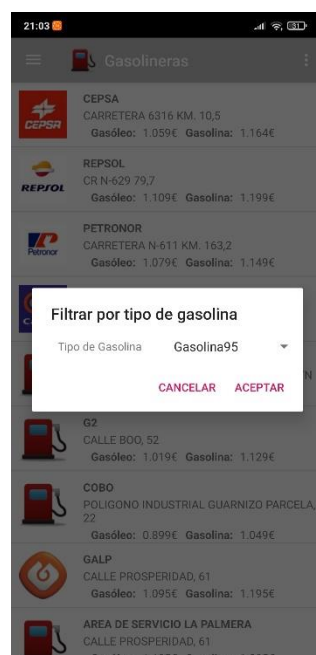 21:03
31
Gasolineras
CEPSA
CEPSA
CARRETERA 6316 KM. 10,5
Gasóleo: 1.059€ Gasolina: 1.164€
REPSOL
REPSOL
CR N-629 79,7
Gasóleo: 1.109€ Gasolina: 1.199€
PETRONOR
Petronor
CARRETERA N-611 KM. 163,2
Gasóleo: 1.079€ Gasolina: 1.149€
Filtrar por tipo de gasolina
Tipo de Gasolina Gasolina95
CANCELAR ACEPTAR
G2
CALLE BOO, 52
Gasóleo: 1.019€ Gasolina: 1.129€
COBO
POLIGONO INDUSTRIAL GUARNIZO PARCELA,
22
Gasóleo: 0.899€ Gasolina: 1.049€
GALP
CALLE PROSPERIDAD, 61
Gasóleo: 1.095€ Gasolina: 1.195€
AREA DE SERVICIO LA PALMERA
CALLE PROSPERIDAD, 61